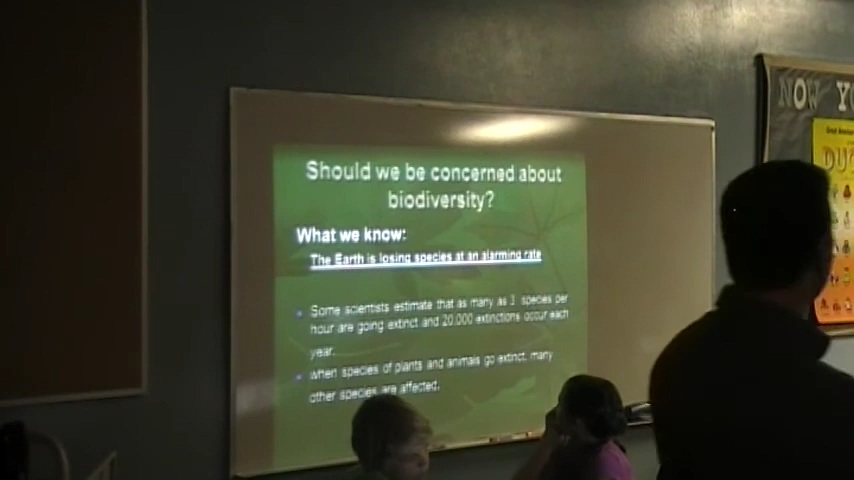 Should we be concerned about
biodiversity?
What we know:
The Earth is losing species at an alarming rate
Some scientists estimate that as many as 3 species per
hour are going extinct and 20,000 extinctions occur each
year.
when species of plants and animals go extinct, many
other species are affected.
NOW